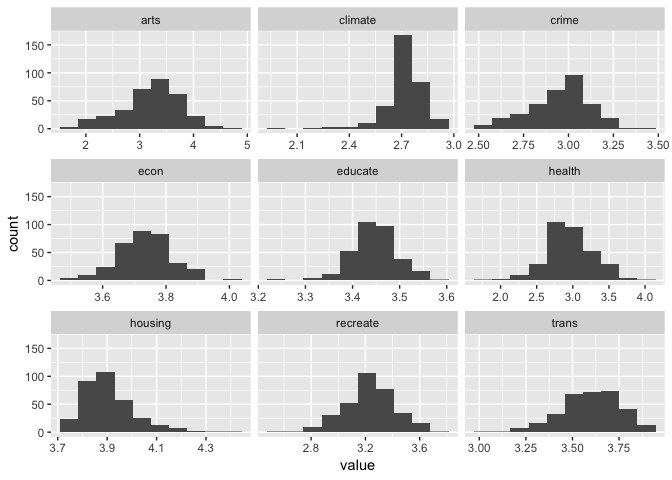 arts climate crime
150
100
50
0
2 3 4 5 2.1 2.4 2.7 3.0 2.50 2.75 3.00 3.25 3.50
econ educate health
150
100
50
0
3.6 3.8 4.0 3.2 3.3 3.4 3.5 3.6 2.0 2.5 3.0 3.5 4.0
housing recreate trans
150
100
50
0
3.7 3.9 4.1 4.3 2.8 3.2 3.6 3.00 3.25 3.50 3.75
count
value